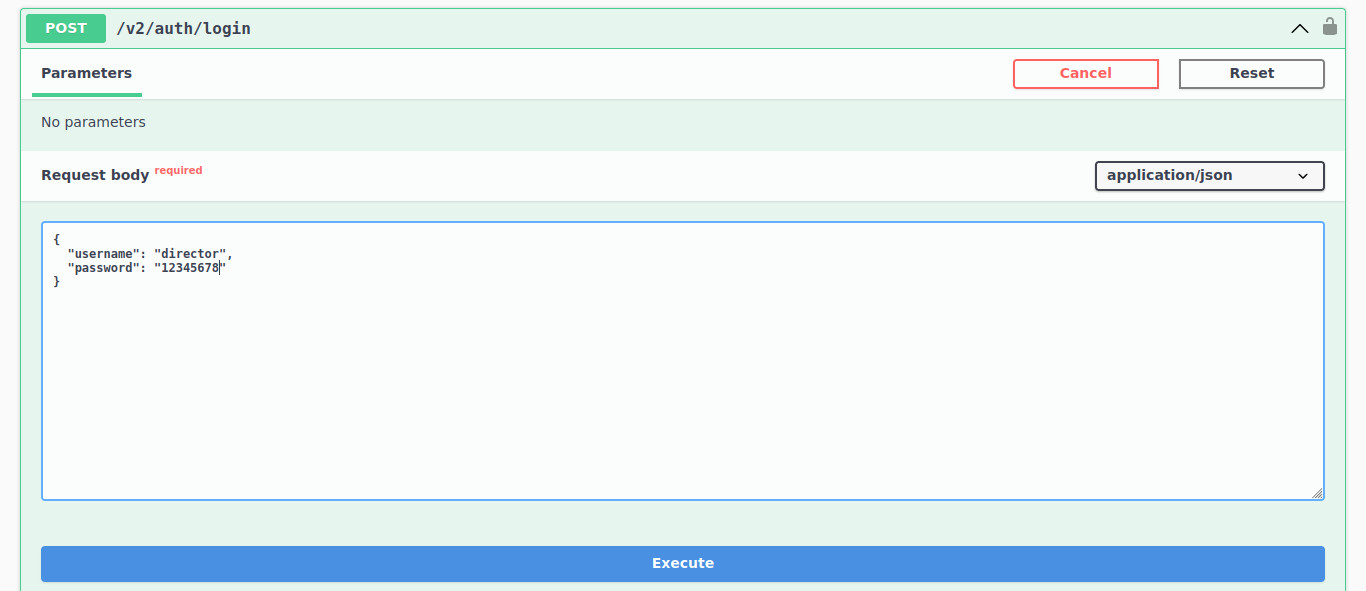 POST /v2/auth/login
Parameters Cancel Reset
No parameters
Request body required application/json
{
  "username": "director",
  "password": "12345678"
}
Execute